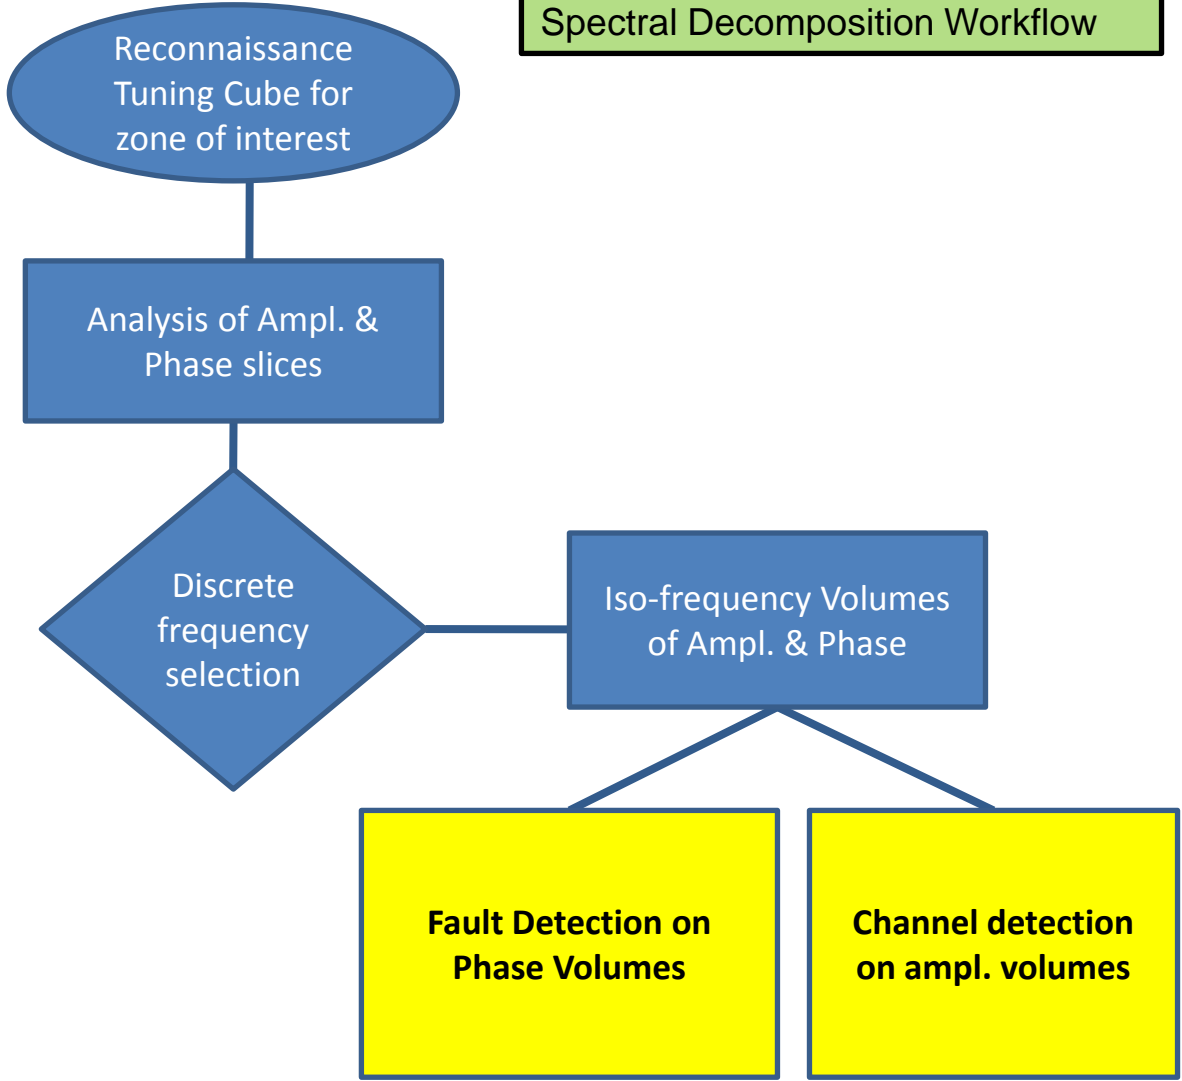 Spectral Decomposition Workflow
Reconnaissance
Tuning Cube for
zone of interest
Analysis of Ampl. &
Phase slices
Discrete
frequency
selection
Iso-frequency Volumes
of Ampl. & Phase
Fault Detection on
Phase Volumes
Channel detection
on ampl. volumes